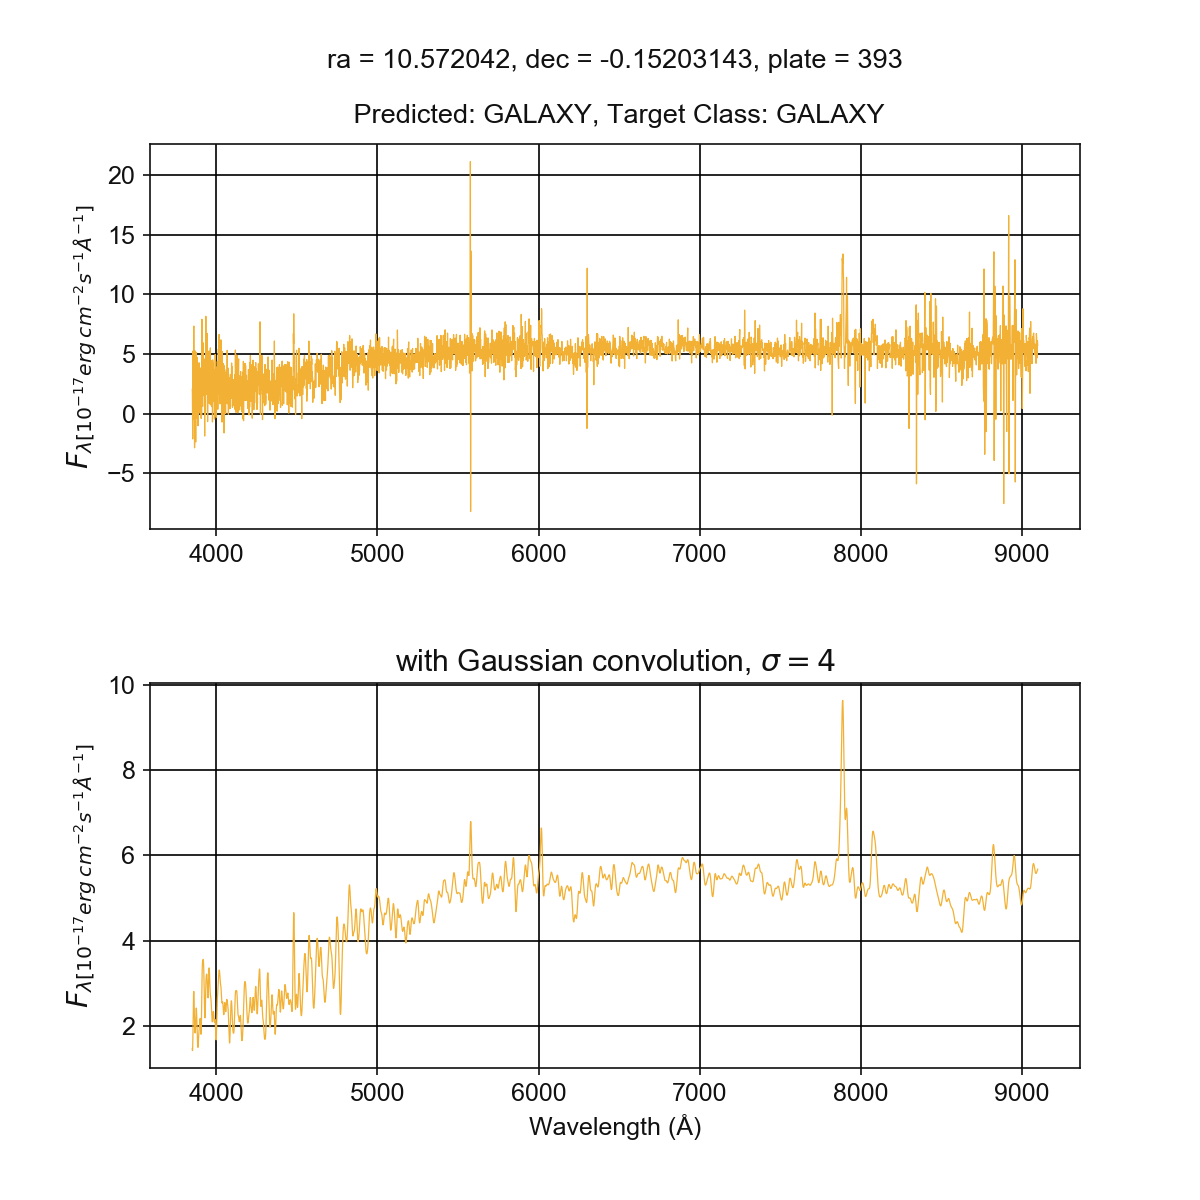 ra = 10.572042, dec = -0.15203143, plate = 393
Predicted: GALAXY, Target Class: GALAXY
20
15
10
5
0
−5
F_λ[10⁻¹⁷ erg cm⁻² s⁻¹ Å⁻¹]
4000 5000 6000 7000 8000 9000
with Gaussian convolution, σ = 4
10
8
6
4
2
F_λ[10⁻¹⁷ erg cm⁻² s⁻¹ Å⁻¹]
4000 5000 6000 7000 8000 9000
Wavelength (Å)